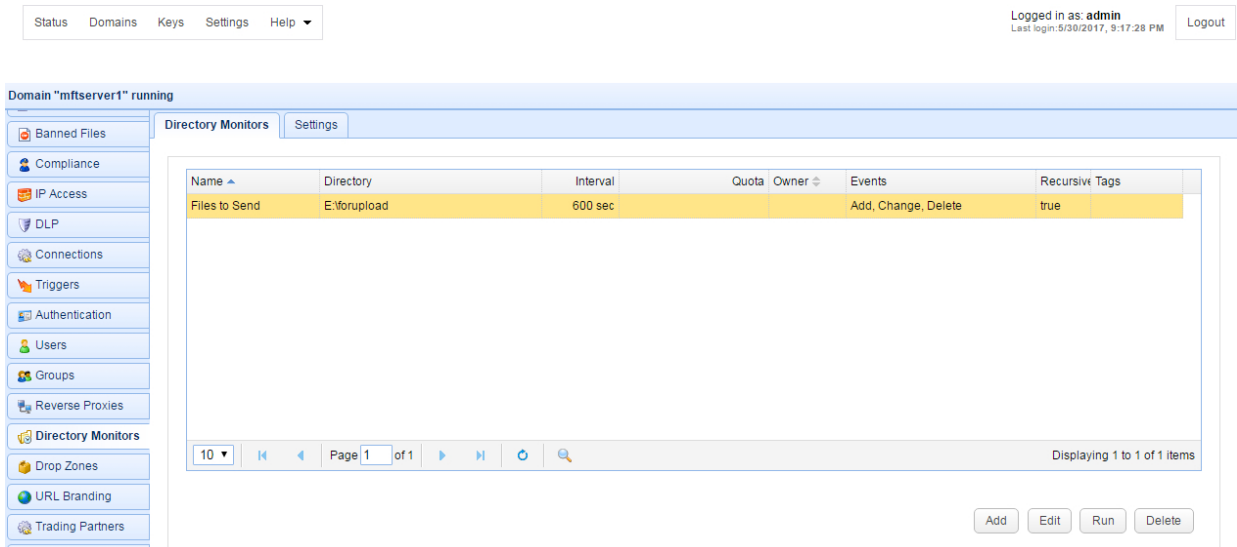 Status Domains Keys Settings Help
Logged in as: admin
Last login:5/30/2017, 9:17:28 PM
Logout
Domain "mftserver1" running
Banned Files
Compliance
IP Access
DLP
Connections
Triggers
Authentication
Users
Groups
Reverse Proxies
Directory Monitors
Drop Zones
URL Branding
Trading Partners
Directory Monitors Settings
Name Directory Interval Quota Owner Events Recursive Tags
Files to Send E:\forupload 600 sec Add, Change, Delete true
10 Page 1 of 1 Displaying 1 to 1 of 1 items
Add Edit Run Delete